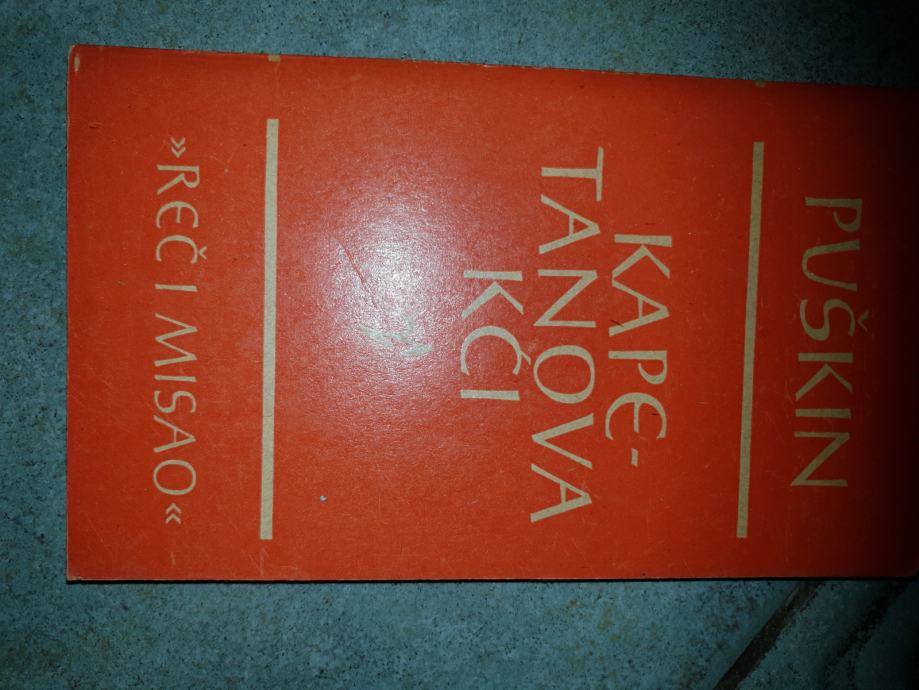 PUŠKIN
KAPE-
TANOVA
KĆI
»REČ I MISAO«